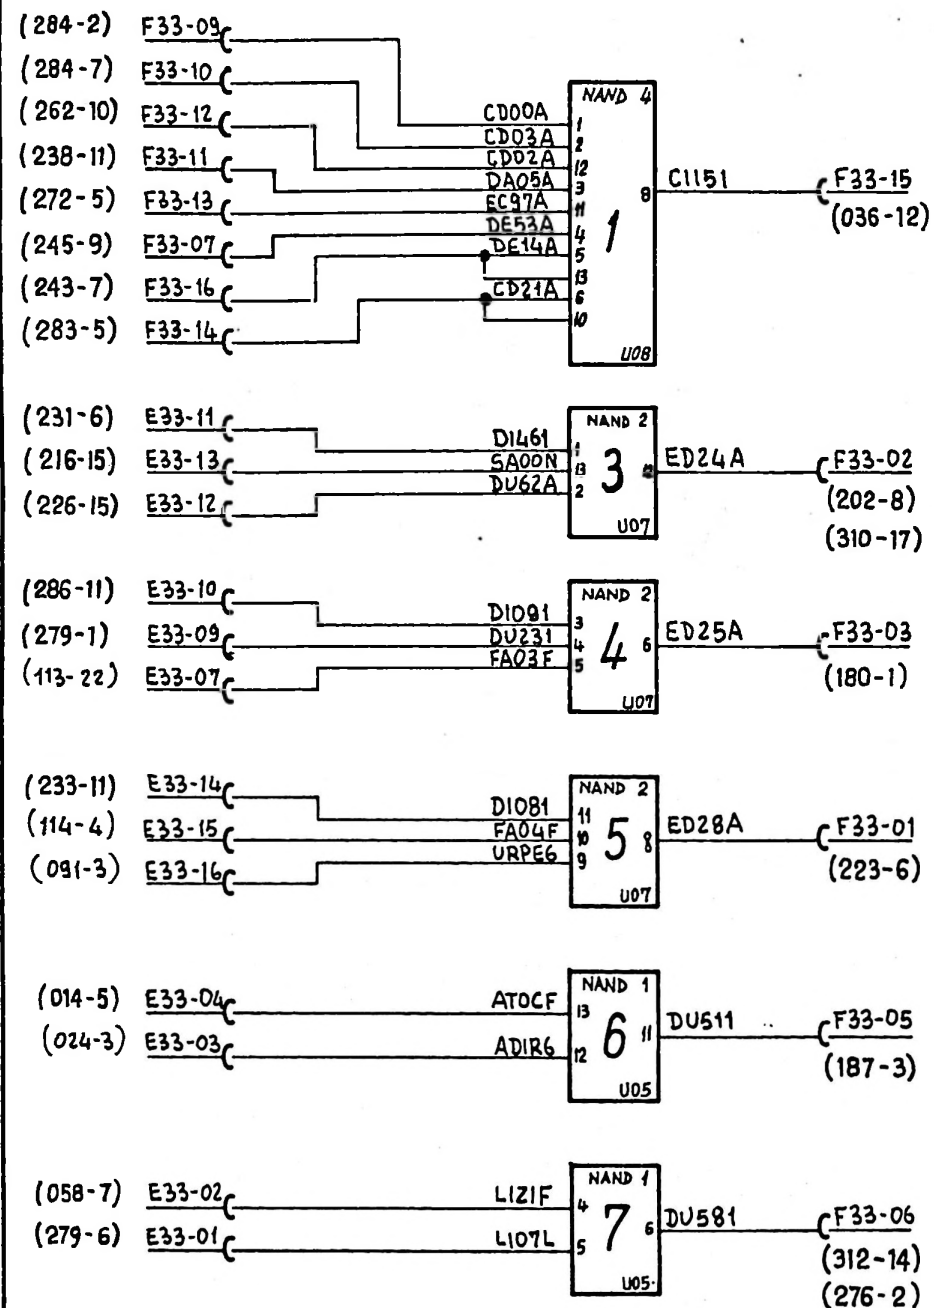 (284-2) F33-09
(284-7) F33-10
(262-10) F33-12
(238-11) F33-11
(272-5) F33-13
(245-9) F33-07
(243-7) F33-16
(283-5) F33-14
CD00A 1
CD03A 2
CD02A 12
DA05A 3
EC97A 11
DE53A 4
DE14A 5
13
CD21A 6
10
NAND 4
1
8
U08
CI151 F33-15
(036-12)
(231-6) E33-11
(216-15) E33-13
(226-15) E33-12
DI461 1
SA00N 13
DU62A 2
NAND 2
3
12
U07
ED24A F33-02
(202-8)
(310-17)
(286-11) E33-10
(279-1) E33-09
(113-22) E33-07
DI091 3
DU231 4
FA03F 5
NAND 2
4
6
U07
ED25A F33-03
(180-1)
(233-11) E33-14
(114-4) E33-15
(091-3) E33-16
DI081 11
FA04F 10
URPE6 9
NAND 2
5
8
U07
ED28A F33-01
(223-6)
(014-5) E33-04
(024-3) E33-03
ATOCF 13
ADIR6 12
NAND 1
6
11
U05
DU511 F33-05
(187-3)
(058-7) E33-02
(279-6) E33-01
LIZIF 4
LI07L 5
NAND 1
7
6
U05
DU581 F33-06
(312-14)
(276-2)